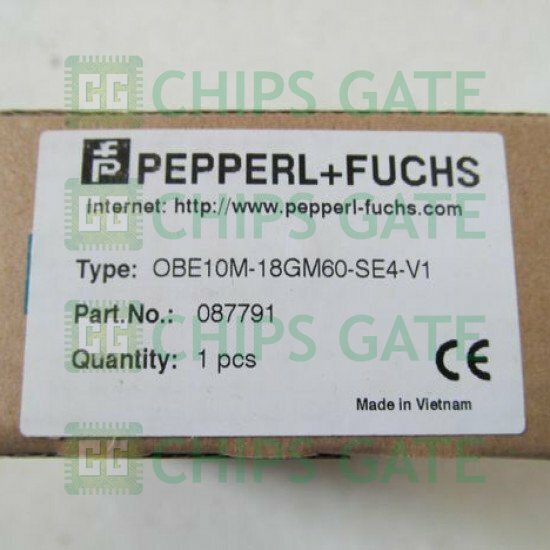 CHIPS GATE
PEPPERL+FUCHS
Internet: http://www.pepperl-fuchs.com
CHIPS GATE
Type: OBE10M-18GM60-SE4-V1
Part.No.: 087791
Quantity: 1 pcs
CHIPS GATE
CE
Made in Vietnam
CHIPS GATE